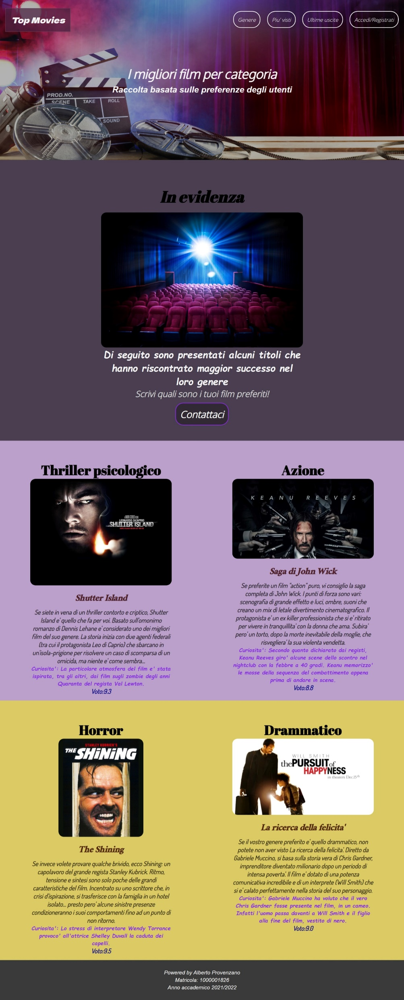 Top Movies
Genere
Piu' visti
Ultime uscite
Accedi/Registrati
PROD.NO.
SCENE TAKE ROLL
SOUND
I migliori film per categoria
Raccolta basata sulle preferenze degli utenti
In evidenza
Di seguito sono presentati alcuni titoli che
hanno riscontrato maggior successo nel
loro genere
Scrivi quali sono i tuoi film preferiti!
Contattaci
Thriller psicologico
LEONARDO DiCAPRIO
SHUTTER ISLAND
Shutter Island
Se siete in vena di un thriller contorto e criptico, Shutter
Island e' quello che fa per voi. Basato sull'omonimo
romanzo di Dennis Lehane e' considerato uno dei migliori
film del suo genere. La storia inizia con due agenti federali
(tra cui il protagonista Leo di Caprio) che sbarcano in
un'isola-prigione per risolvere un caso di scomparsa di un
omicida, ma niente e' come sembra...
Curiosita': La particolare atmosfera del film e' stata
ispirata, tra gli altri, dai film sugli zombie degli anni
Quaranta del regista Val Lewton.
Voto:9.3
Azione
KEANU REEVES
Saga di John Wick
Se preferite un film "action" puro, vi consiglio la saga
completa di John Wick. I punti di forza sono vari:
scenografia di grande effetto e luci, ombre, suoni che
creano un mix di letale divertimento cinematografico. Il
protagonista e' un ex killer professionista che si e' ritirato
per vivere in tranquillita' con la donna che ama. Subira'
pero' un torto, dopo la morte inevitabile della moglie, che
risvegliera' la sua violenta vendetta.
Curiosita': Secondo quanto dichiarato dai registi,
Keanu Reeves giro' alcune scene dello scontro nel
nightclub con la febbre a 40 gradi. Keanu memorizzo'
le mosse della sequenza del combattimento appena
prima di andare in scena.
Voto:8.8
Horror
STANLEY KUBRICK'S
THE SHiNiNG
The Shining
Se invece volete provare qualche brivido, ecco Shining: un
capolavoro del grande regista Stanley Kubrick. Ritmo,
tensione e sintesi sono solo poche delle grandi
caratteristiche del film. Incentrato su uno scrittore che, in
crisi d'ispirazione, si trasferisce con la famiglia in un hotel
isolato... presto pero' alcune sinistre presenze
condizioneranno i suoi comportamenti fino ad un punto di
non ritorno.
Curiosita': Lo stress di interpretare Wendy Torrance
provoco' all'attrice Shelley Duvall la caduta dei
capelli.
Voto:9.5
Drammatico
WILL SMITH
the PURSUIT of
HAPPYNESS
in theaters Dec.15th
La ricerca della felicita'
Se il vostro genere preferito e' quello drammatico, non
potete non aver visto La ricerca della felicita'. Diretto da
Gabriele Muccino, si basa sulla storia vera di Chris Gardner,
imprenditore diventato milionario dopo un periodo di
intensa poverta'. Il film e' dotato di una potenza
comunicativa incredibile e di un interprete (Will Smith) che
si e' calato perfettamente nella storia del suo personaggio.
Curiosita': Gabriele Muccino ha voluto che il vero
Chris Gardner fosse presente nel film, in un cameo.
Infatti l'uomo passa davanti a Will Smith e il figlio
alla fine del film, vestito di nero.
Voto:9.0
Powered by Alberto Provenzano
Matricola: 1000001826
Anno accademico 2021/2022